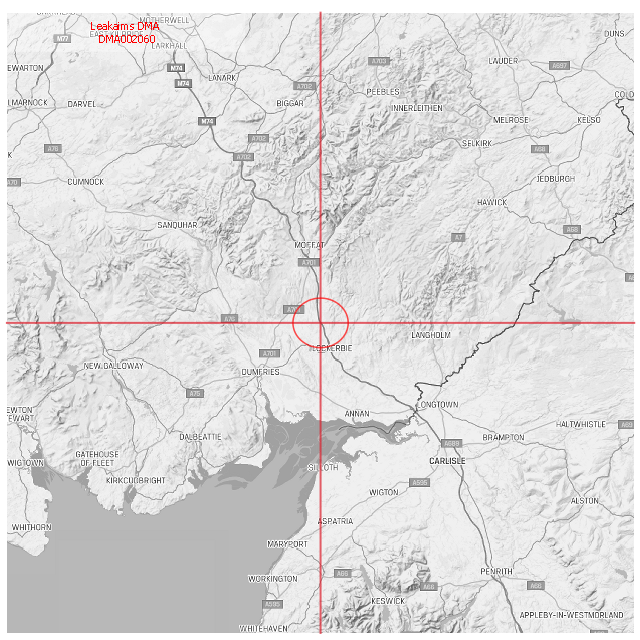 MOTHERWELL
Leakaims DMA
DMA002060
M77
LARKHALL
DUNS
LAUDER
A697
EWARTON
M74
LANARK
A703
M74
A702
PEEBLES
COLD
LMARNOCK
DARVEL
BIGGAR
INNERLEITHEN
M74
MELROSE
KELSO
A702
SELKIRK
A68
A76
K
A702
A70
CUMNOCK
JEDBURGH
HAWICK
SANQUHAR
A68
A7
MOFFAT
A701
A76
LANGHOLM
LOCKERBIE
A701
NEW GALLOWAY
DUMFRIES
A75
EWTON
EWART
ANNAN
LONGTOWN
HALTWHISTLE
A69
DALBEATTIE
A689
BRAMPTON
WIGTOWN
GATEHOUSE
OF FLEET
CARLISLE
SILLOTH
KIRKCUDBRIGHT
A595
WIGTON
ALSTON
WHITHORN
ASPATRIA
MARYPORT
A66
PENRITH
WORKINGTON
A66
A66
KESWICK
A595
APPLEBY-IN-WESTMORLAND
WHITEHAVEN